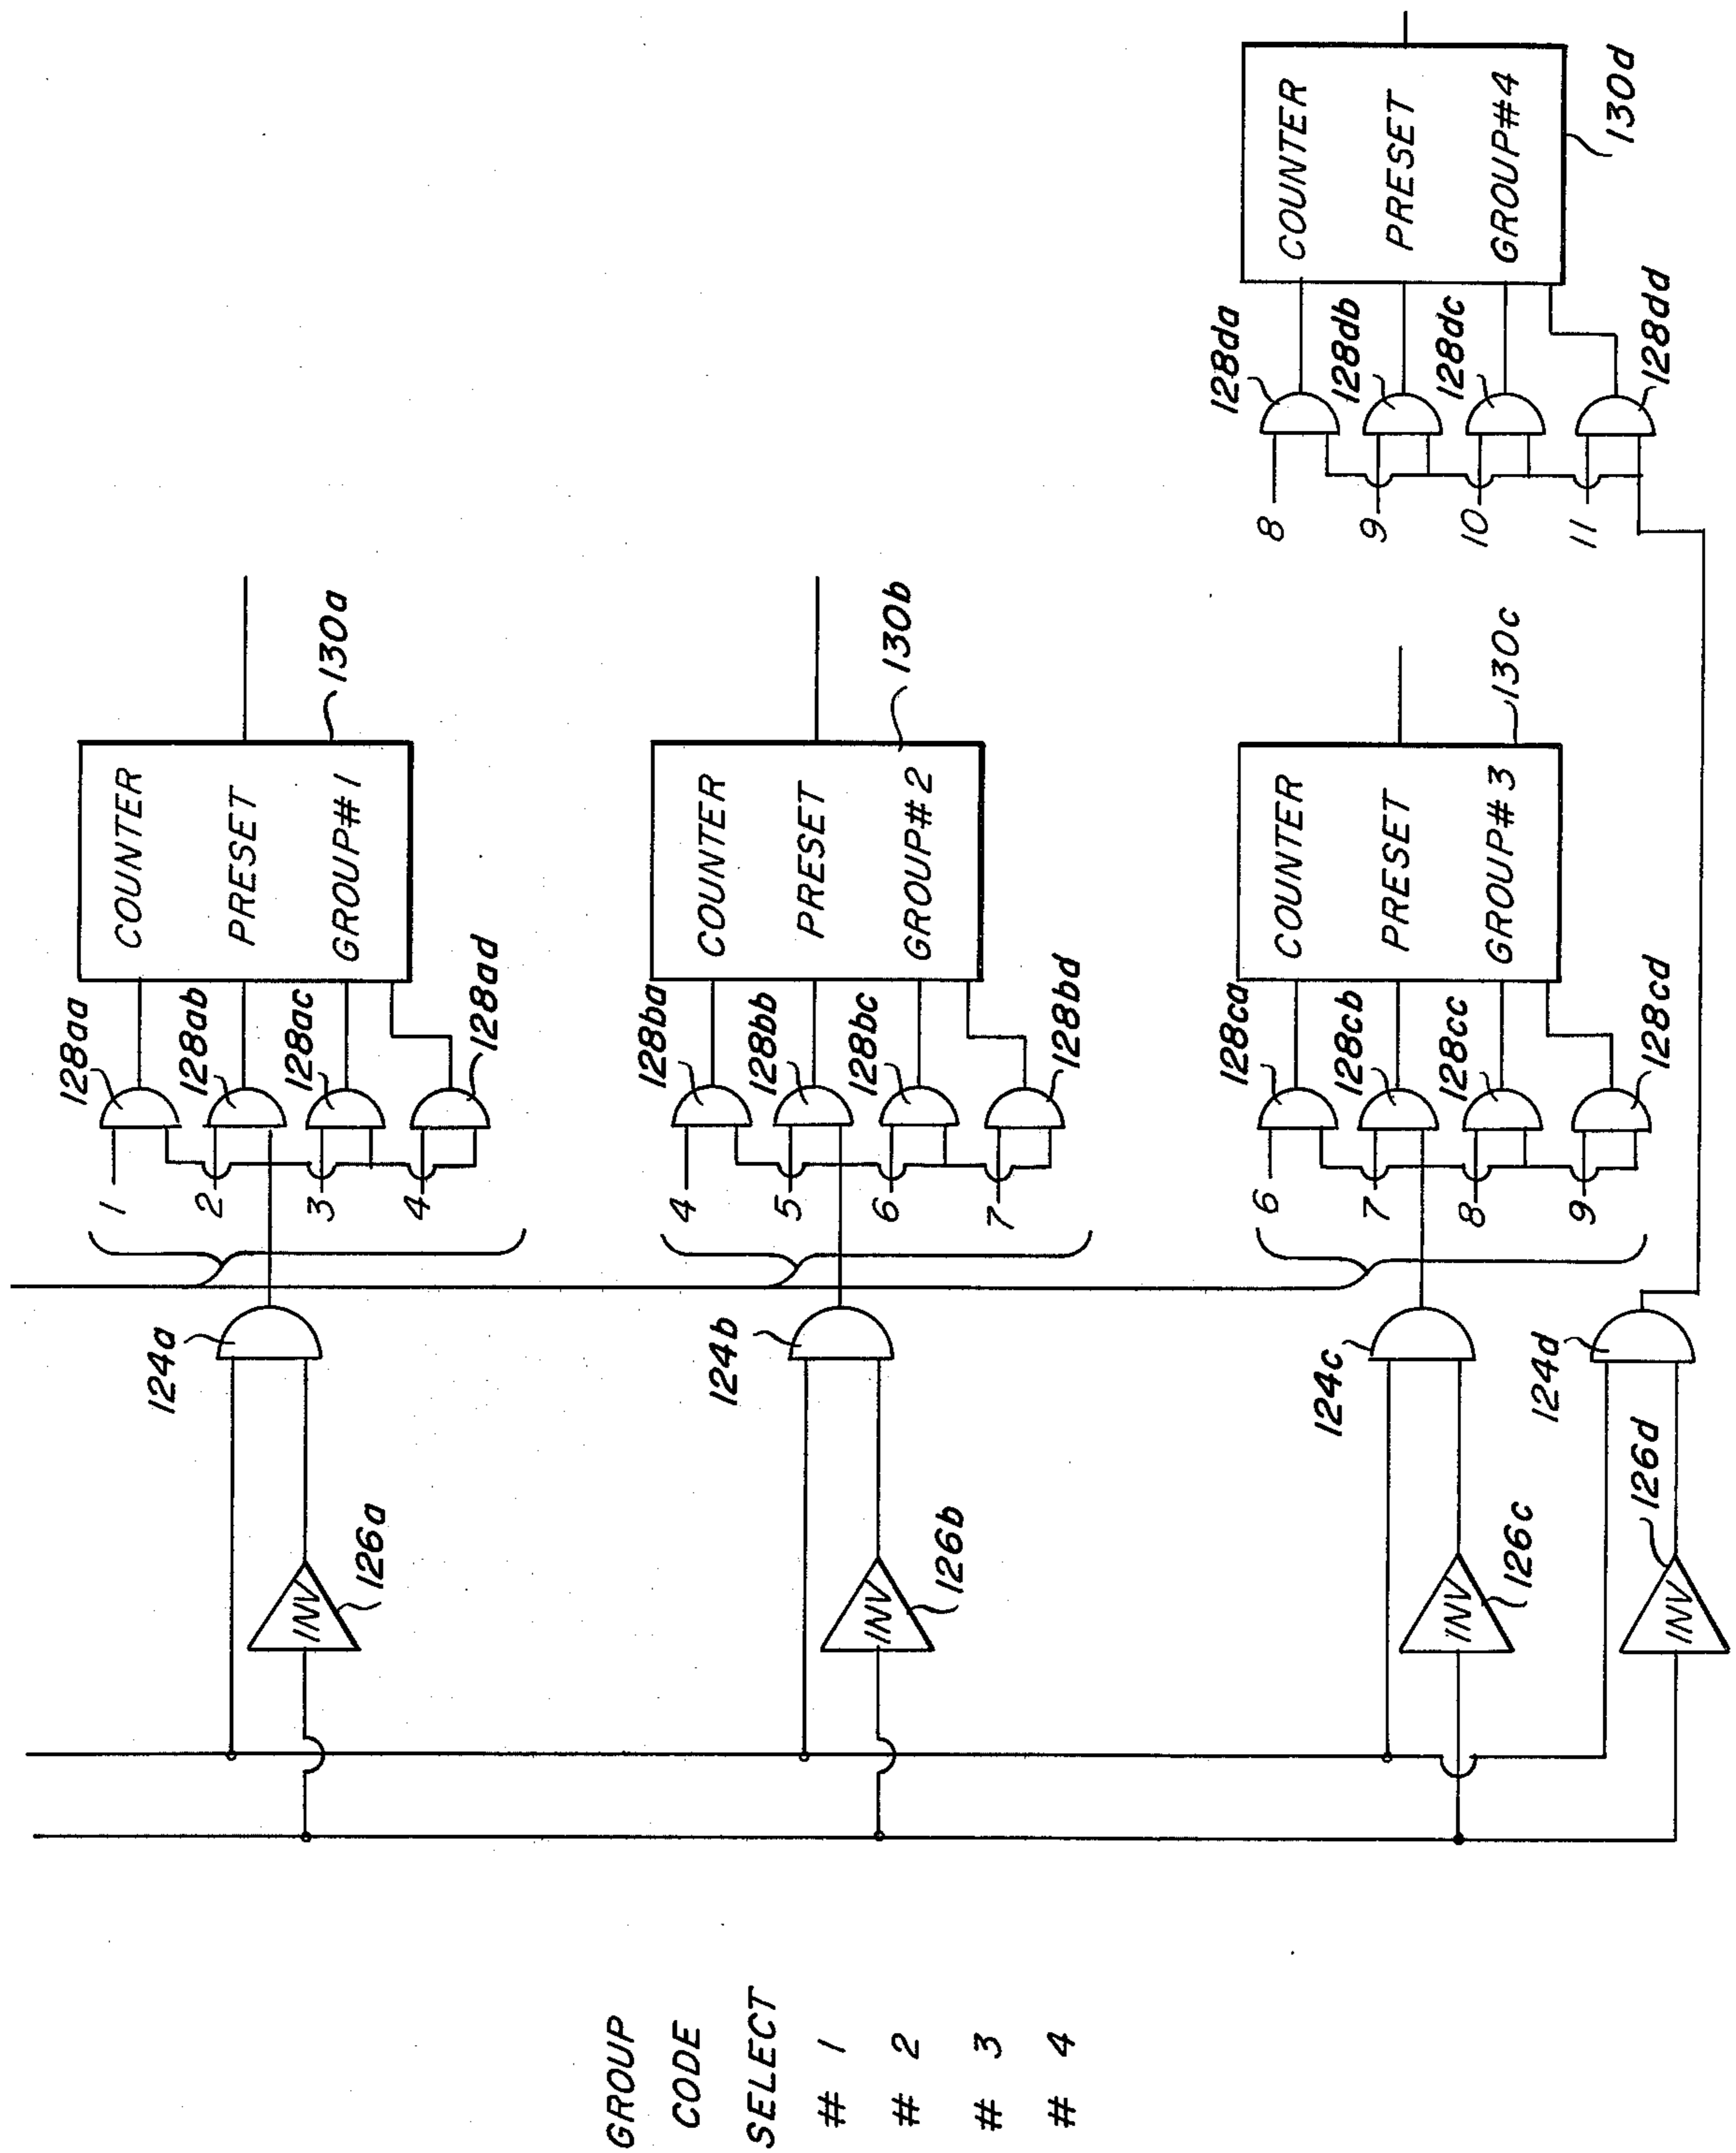 GROUP
CODE
SELECT
# 1
# 2
# 3
# 4
126a
124a
1
2
3
4
128aa
128ab
128ac
128ad
COUNTER
PRESET
GROUP#1
130a
126b
124b
4
5
6
7
128ba
128bb
128bc
128bd
COUNTER
PRESET
GROUP#2
130b
126c
124c
6
7
8
9
128ca
128cb
128cc
128cd
COUNTER
PRESET
GROUP#3
130c
126d
124d
8
9
10
11
128da
128db
128dc
128dd
COUNTER
PRESET
GROUP#4
130d
INV
INV
INV
INV